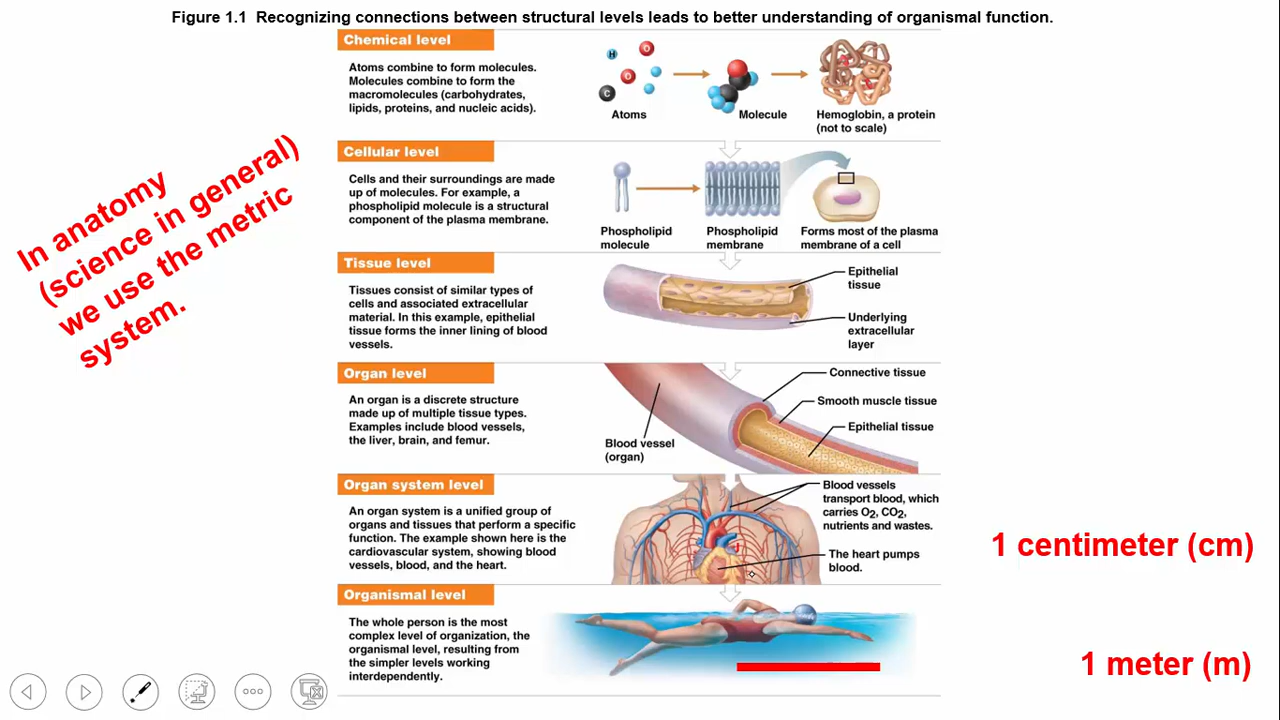 Figure 1.1 Recognizing connections between structural levels leads to better understanding of organismal function.
Chemical level
Atoms combine to form molecules.
Molecules combine to form the
macromolecules (carbohydrates,
lipids, proteins, and nucleic acids).
H
O
O
C
Atoms
Molecule
Hemoglobin, a protein
(not to scale)
Cellular level
Cells and their surroundings are made
up of molecules. For example, a
phospholipid molecule is a structural
component of the plasma membrane.
Phospholipid
molecule
Phospholipid
membrane
Forms most of the plasma
membrane of a cell
In anatomy
(science in general)
we use the metric
system.
Tissue level
Tissues consist of similar types of
cells and associated extracellular
material. In this example, epithelial
tissue forms the inner lining of blood
vessels.
Epithelial
tissue
Underlying
extracellular
layer
Organ level
An organ is a discrete structure
made up of multiple tissue types.
Examples include blood vessels,
the liver, brain, and femur.
Blood vessel
(organ)
Connective tissue
Smooth muscle tissue
Epithelial tissue
Organ system level
An organ system is a unified group of
organs and tissues that perform a specific
function. The example shown here is the
cardiovascular system, showing blood
vessels, blood, and the heart.
Blood vessels
transport blood, which
carries O2, CO2,
nutrients and wastes.
The heart pumps
blood.
1 centimeter (cm)
Organismal level
The whole person is the most
complex level of organization, the
organismal level, resulting from
the simpler levels working
interdependently.
1 meter (m)